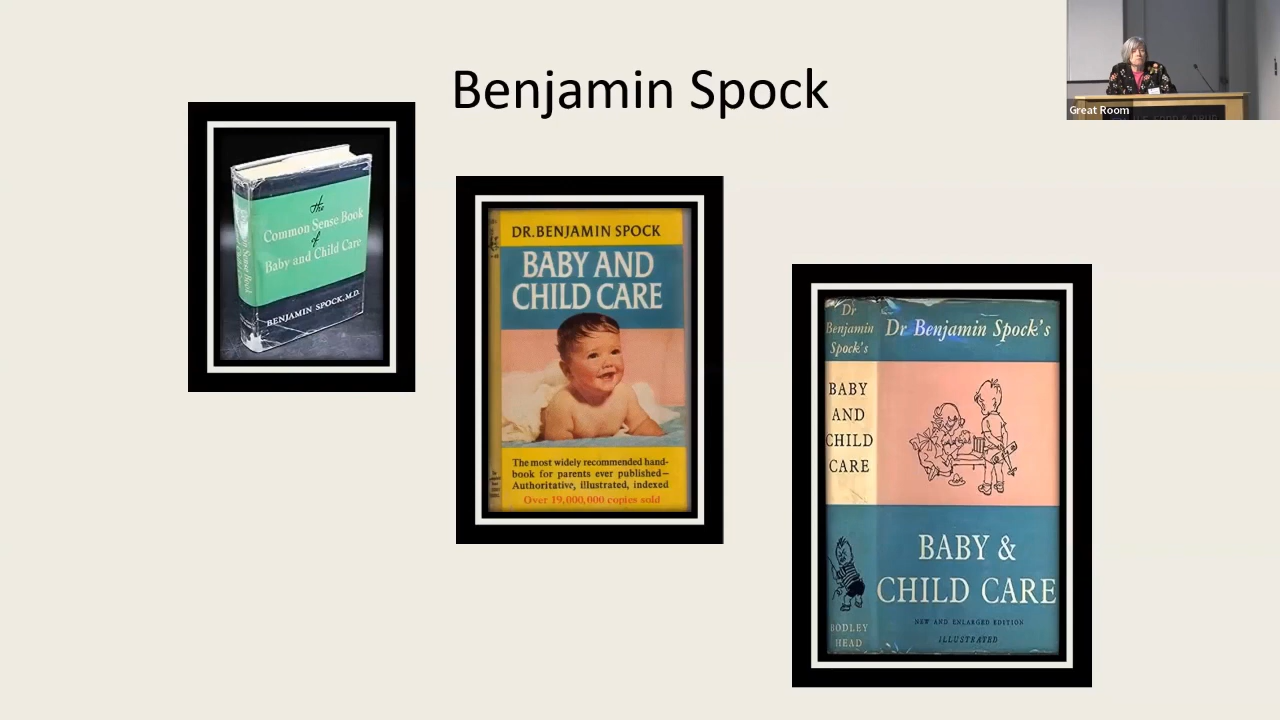 Benjamin Spock
Great Room
The
Common Sense Book
of
Baby and Child Care
BENJAMIN SPOCK, M.D.
DR. BENJAMIN SPOCK
BABY AND
CHILD CARE
The most widely recommended hand-
book for parents ever published—
Authoritative, illustrated, indexed
Over 19,000,000 copies sold
Dr
Benjamin
Spock's
BABY
AND
CHILD
CARE
BODLEY
HEAD
Dr Benjamin Spock's
BABY &
CHILD CARE
NEW AND ENLARGED EDITION
ILLUSTRATED